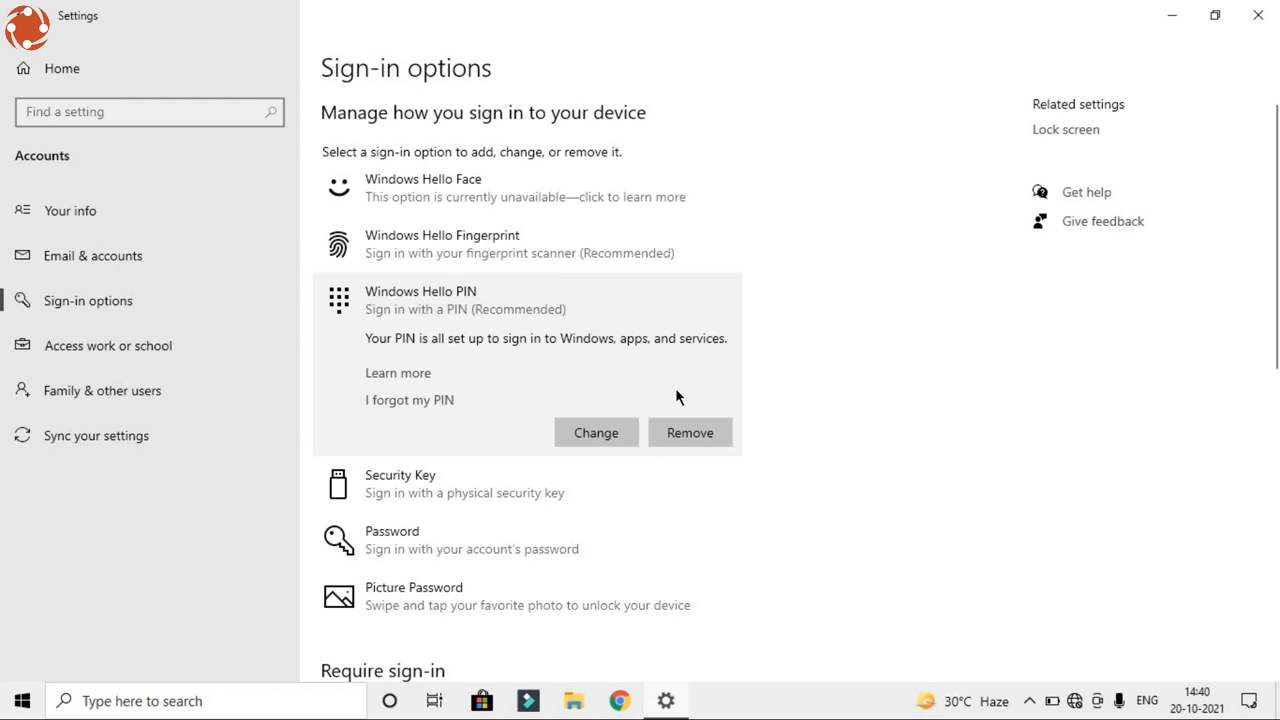 Settings
Home
Find a setting
Accounts
Your info
Email & accounts
Sign-in options
Access work or school
Family & other users
Sync your settings
Sign-in options
Manage how you sign in to your device
Select a sign-in option to add, change, or remove it.
Windows Hello Face
This option is currently unavailable—click to learn more
Windows Hello Fingerprint
Sign in with your fingerprint scanner (Recommended)
Windows Hello PIN
Sign in with a PIN (Recommended)
Your PIN is all set up to sign in to Windows, apps, and services.
Learn more
I forgot my PIN
Change Remove
Security Key
Sign in with a physical security key
Password
Sign in with your account's password
Picture Password
Swipe and tap your favorite photo to unlock your device
Require sign-in
Related settings
Lock screen
Get help
Give feedback
Type here to search
30°C Haze
ENG
14:40
20-10-2021